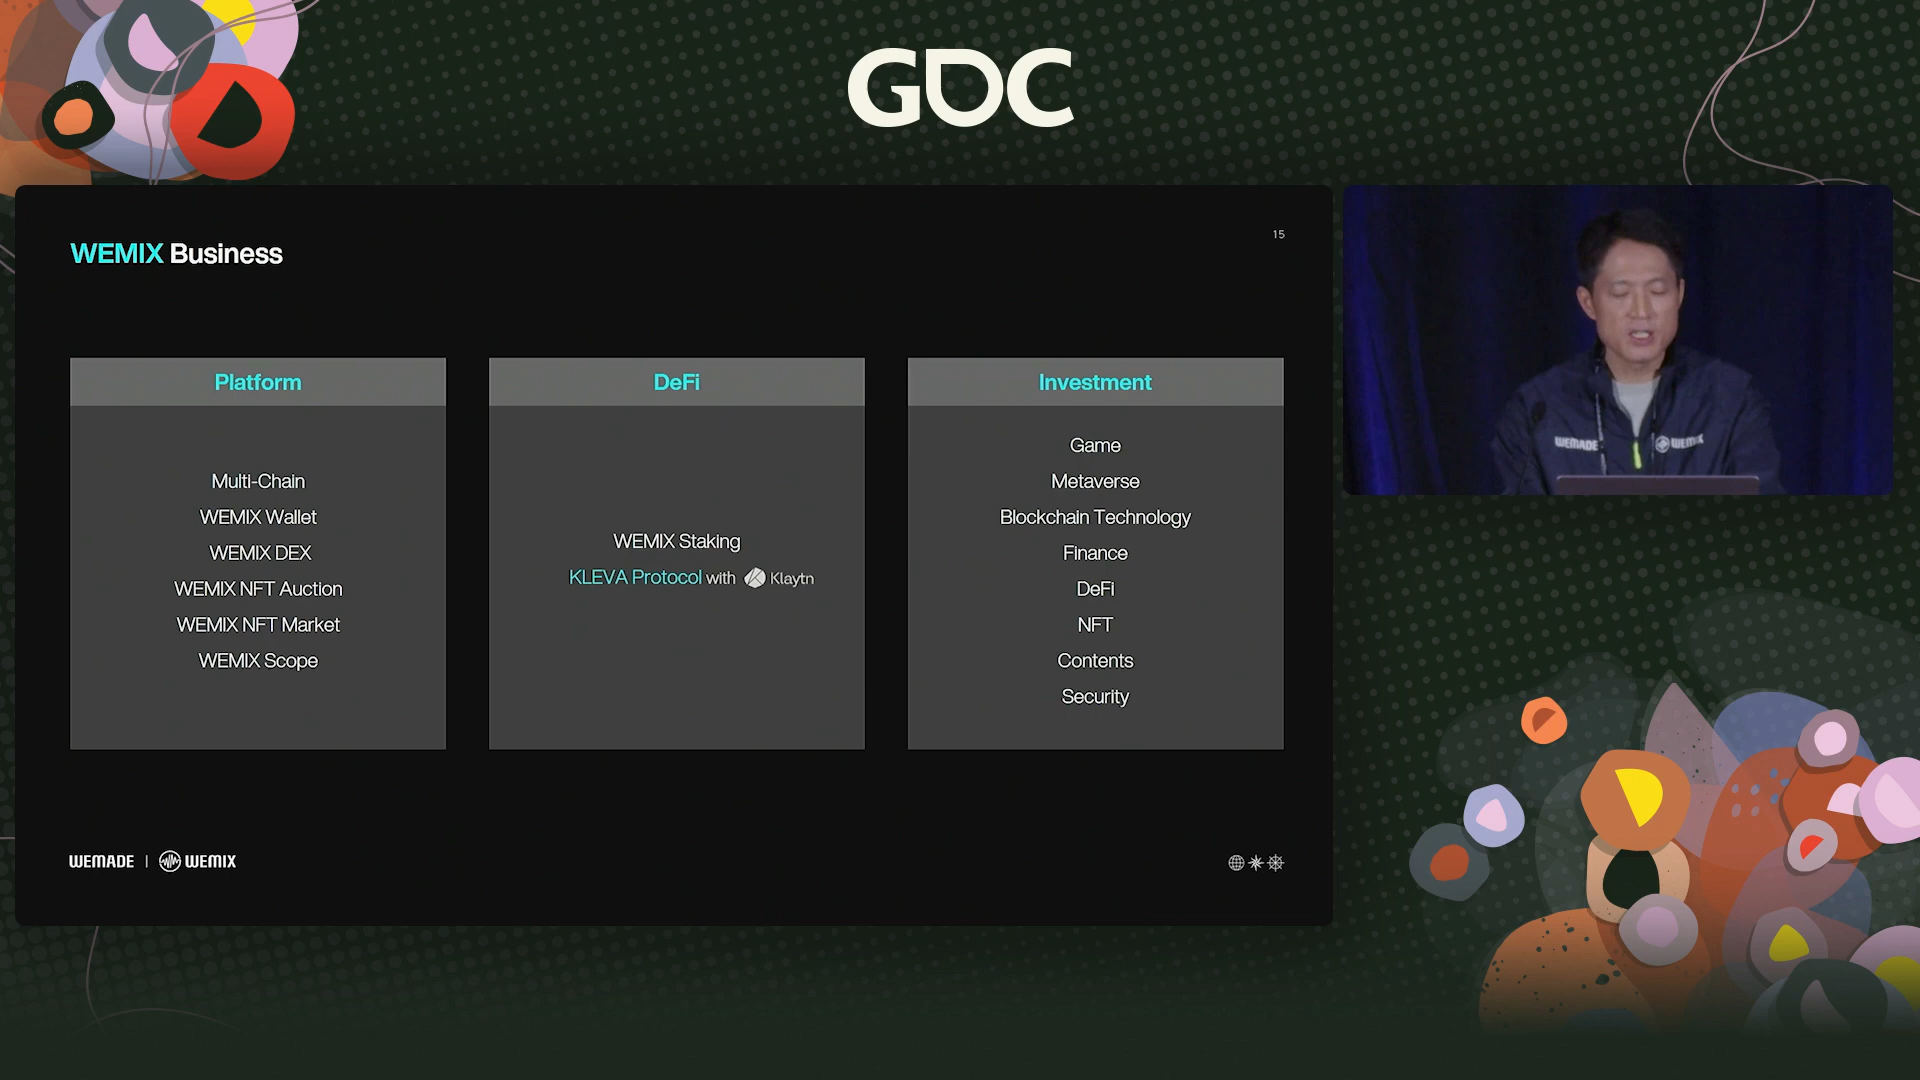 GDC
WEMIX Business
15
Platform
Multi-Chain
WEMIX Wallet
WEMIX DEX
WEMIX NFT Auction
WEMIX NFT Market
WEMIX Scope
DeFi
WEMIX Staking
KLEVA Protocol with Klaytn
Investment
Game
Metaverse
Blockchain Technology
Finance
DeFi
NFT
Contents
Security
WEMADE | WEMIX
WEMADE WEMIX